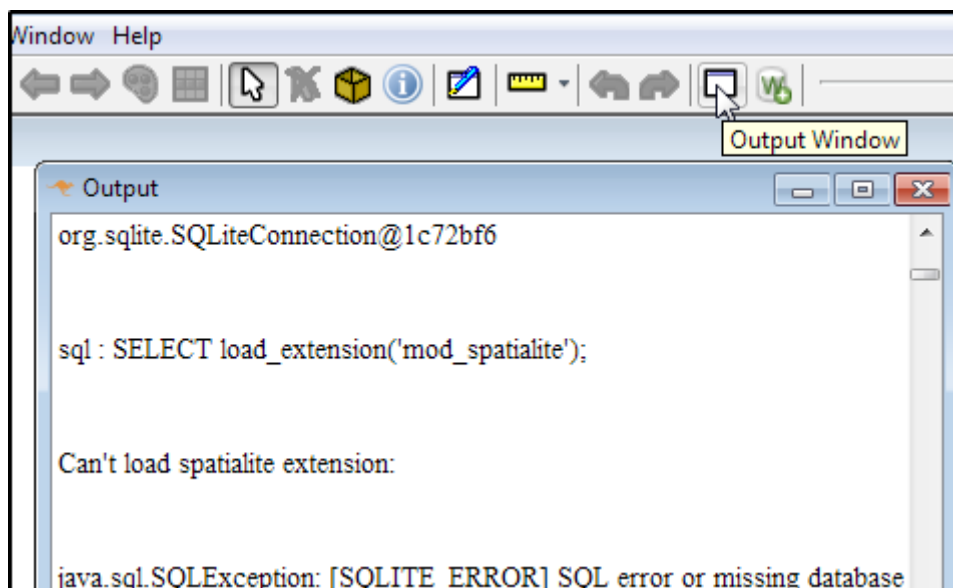 Window Help
Output Window
Output
org.sqlite.SQLiteConnection@1c72bf6
sql : SELECT load_extension('mod_spatialite');
Can't load spatialite extension:
java.sql.SQLException: [SQLITE_ERROR] SQL error or missing database